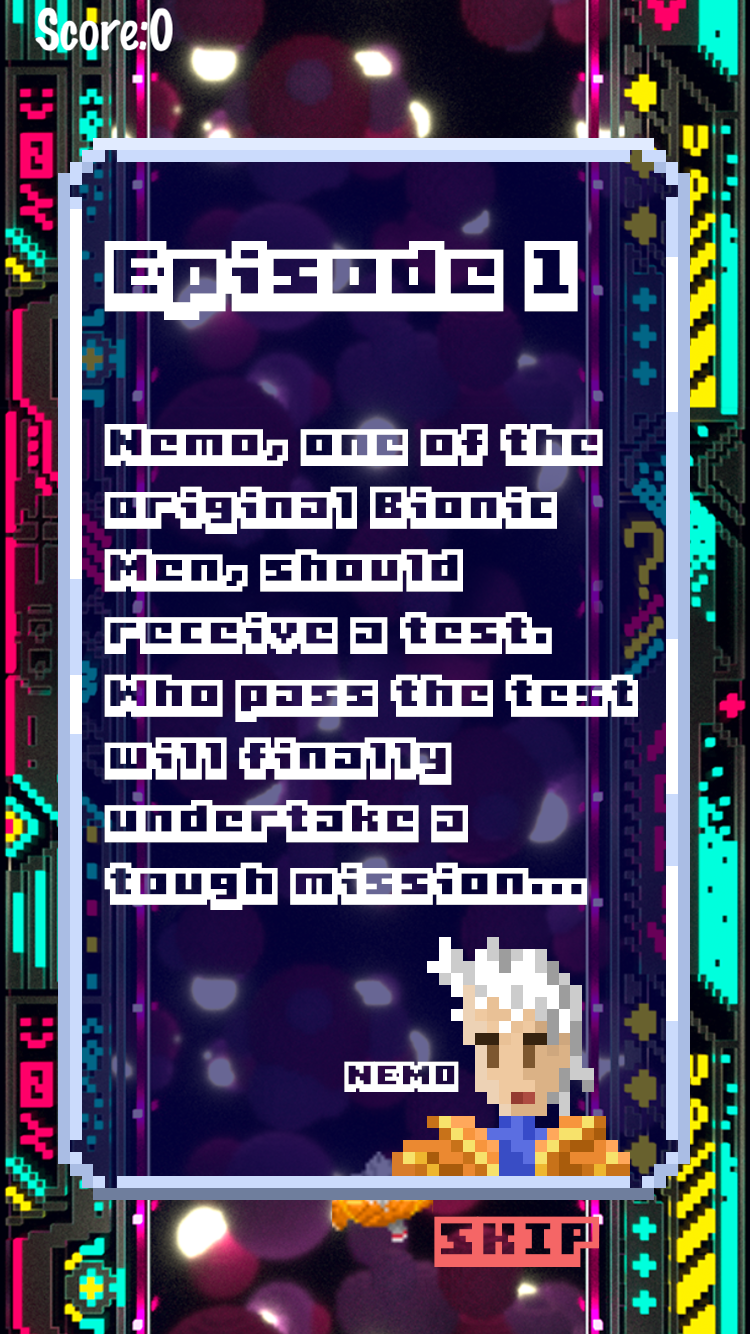 Score:0
Episode 1
Nemo, one of the
original Bionic
Men, should
receive a test.
Who pass the test
will finally
undertake a
tough mission...
NEMO
SKIP